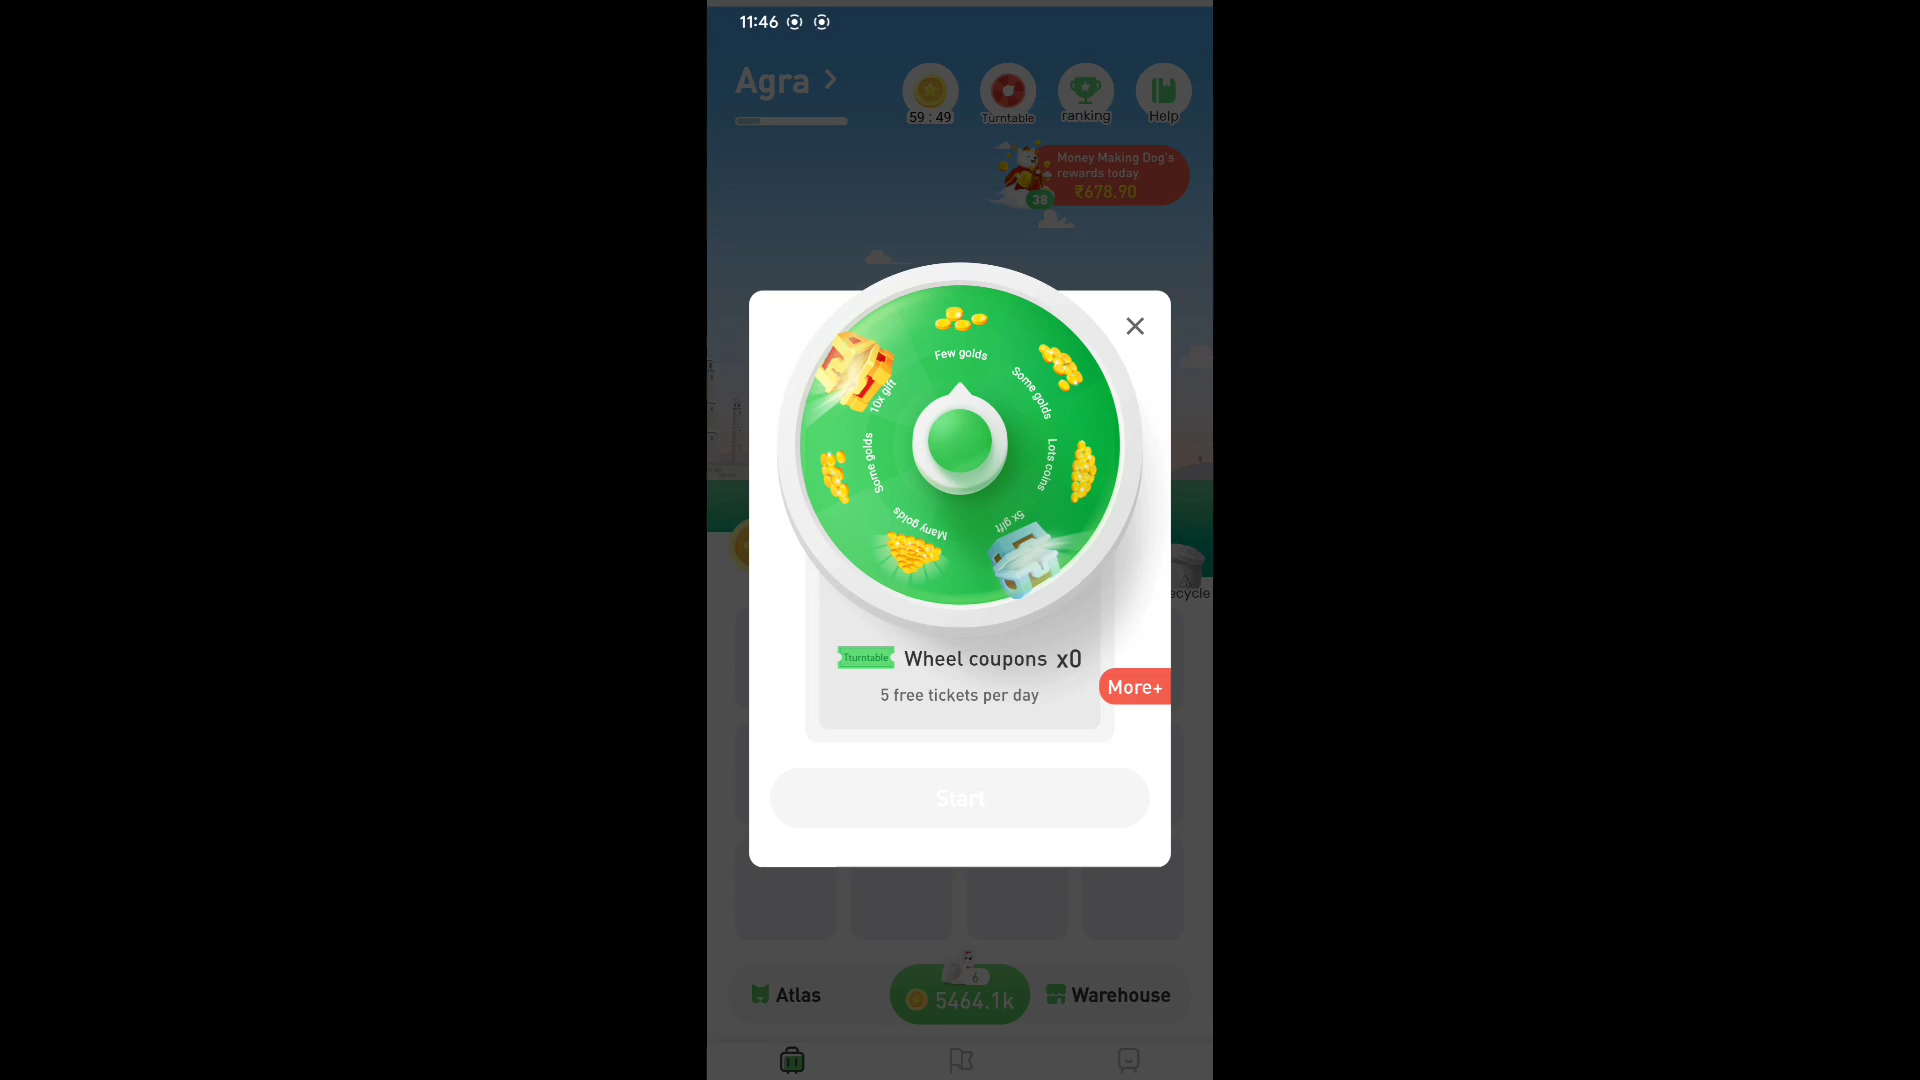 11:46
Agra
59 : 49
Turntable
ranking
Help
Money Making Dog's
rewards today
₹678.90
38
Few golds
Some golds
Lots coins
5x gift
Many golds
Some golds
10x gift
ecycle
Tturntable
Wheel coupons x0
5 free tickets per day
More+
Start
Atlas
6
5464.1k
Warehouse